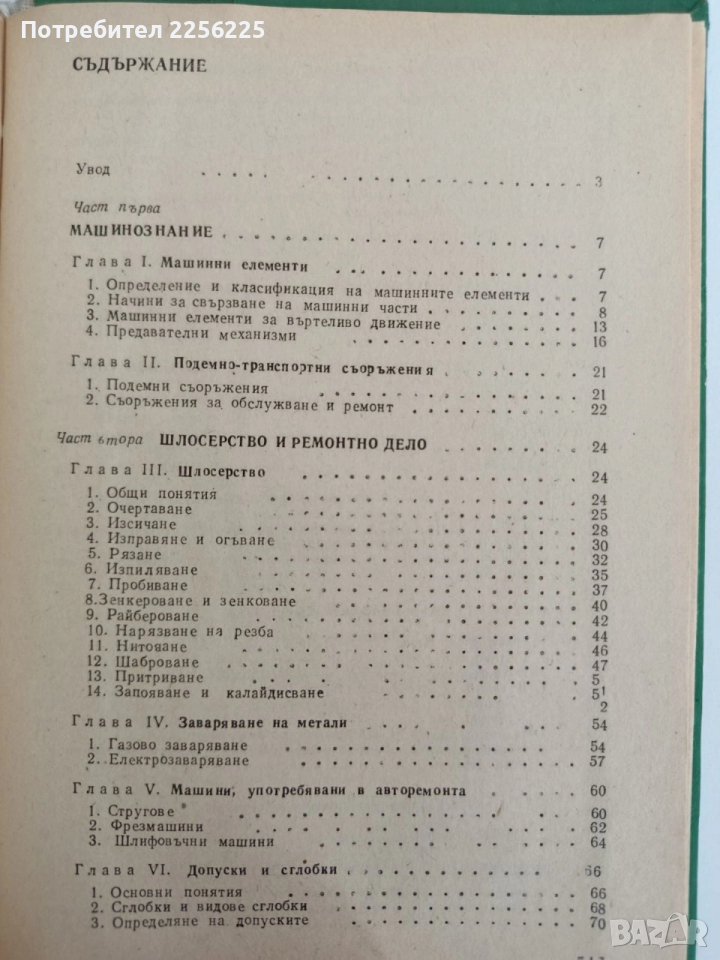 Потребител 2256225
СЪДЪРЖАНИЕ
Увод . . . . . 3
Част първа
МАШИНОЗНАНИЕ . . . . . 7
Глава I. Машинни елементи . . . . . 7
1. Определение и класификация на машинните елементи . . 7
2. Начини за свързване на машинни части . . . . . 8
3. Машинни елементи за въртеливо движение . . . . . 13
4. Предавателни механизми . . . . . 16
Глава II. Подемно-транспортни съоръжения . . . . . 21
1. Подемни съоръжения . . . . . 21
2. Съоръжения за обслужване и ремонт . . . . . 22
Част втора ШЛОСЕРСТВО И РЕМОНТНО ДЕЛО . . . . . 24
Глава III. Шлосерство . . . . . 24
1. Общи понятия . . . . . 24
2. Очертаване . . . . . 25
3. Изсичане . . . . . 28
4. Изправяне и огъване . . . . . 30
5. Рязане . . . . . 32
6. Изпиляване . . . . . 35
7. Пробиване . . . . . 37
8.Зенкероване и зенковане . . . . . 40
9. Райбероване . . . . . 42
10. Нарязване на резба . . . . . 44
11. Нитоване . . . . . 46
12. Шаброване . . . . . 47
13. Притриване . . . . . 5
14. Запояване и калайдисване . . . . . 51
2
Глава IV. Заваряване на метали . . . . . 54
1. Газово заваряване . . . . . 54
2. Електрозаваряване . . . . . 57
Глава V. Машини, употребявани в авторемонта . . . . . 60
1. Стругове . . . . . 60
2. Фрезмашини . . . . . 62
3. Шлифовъчни машини . . . . . 64
Глава VI. Допуски и сглобки . . . . . 66
1. Основни понятия . . . . . 66
2. Сглобки и видове сглобки . . . . . 68
3. Определяне на допуските . . . . . 70
BAZAR